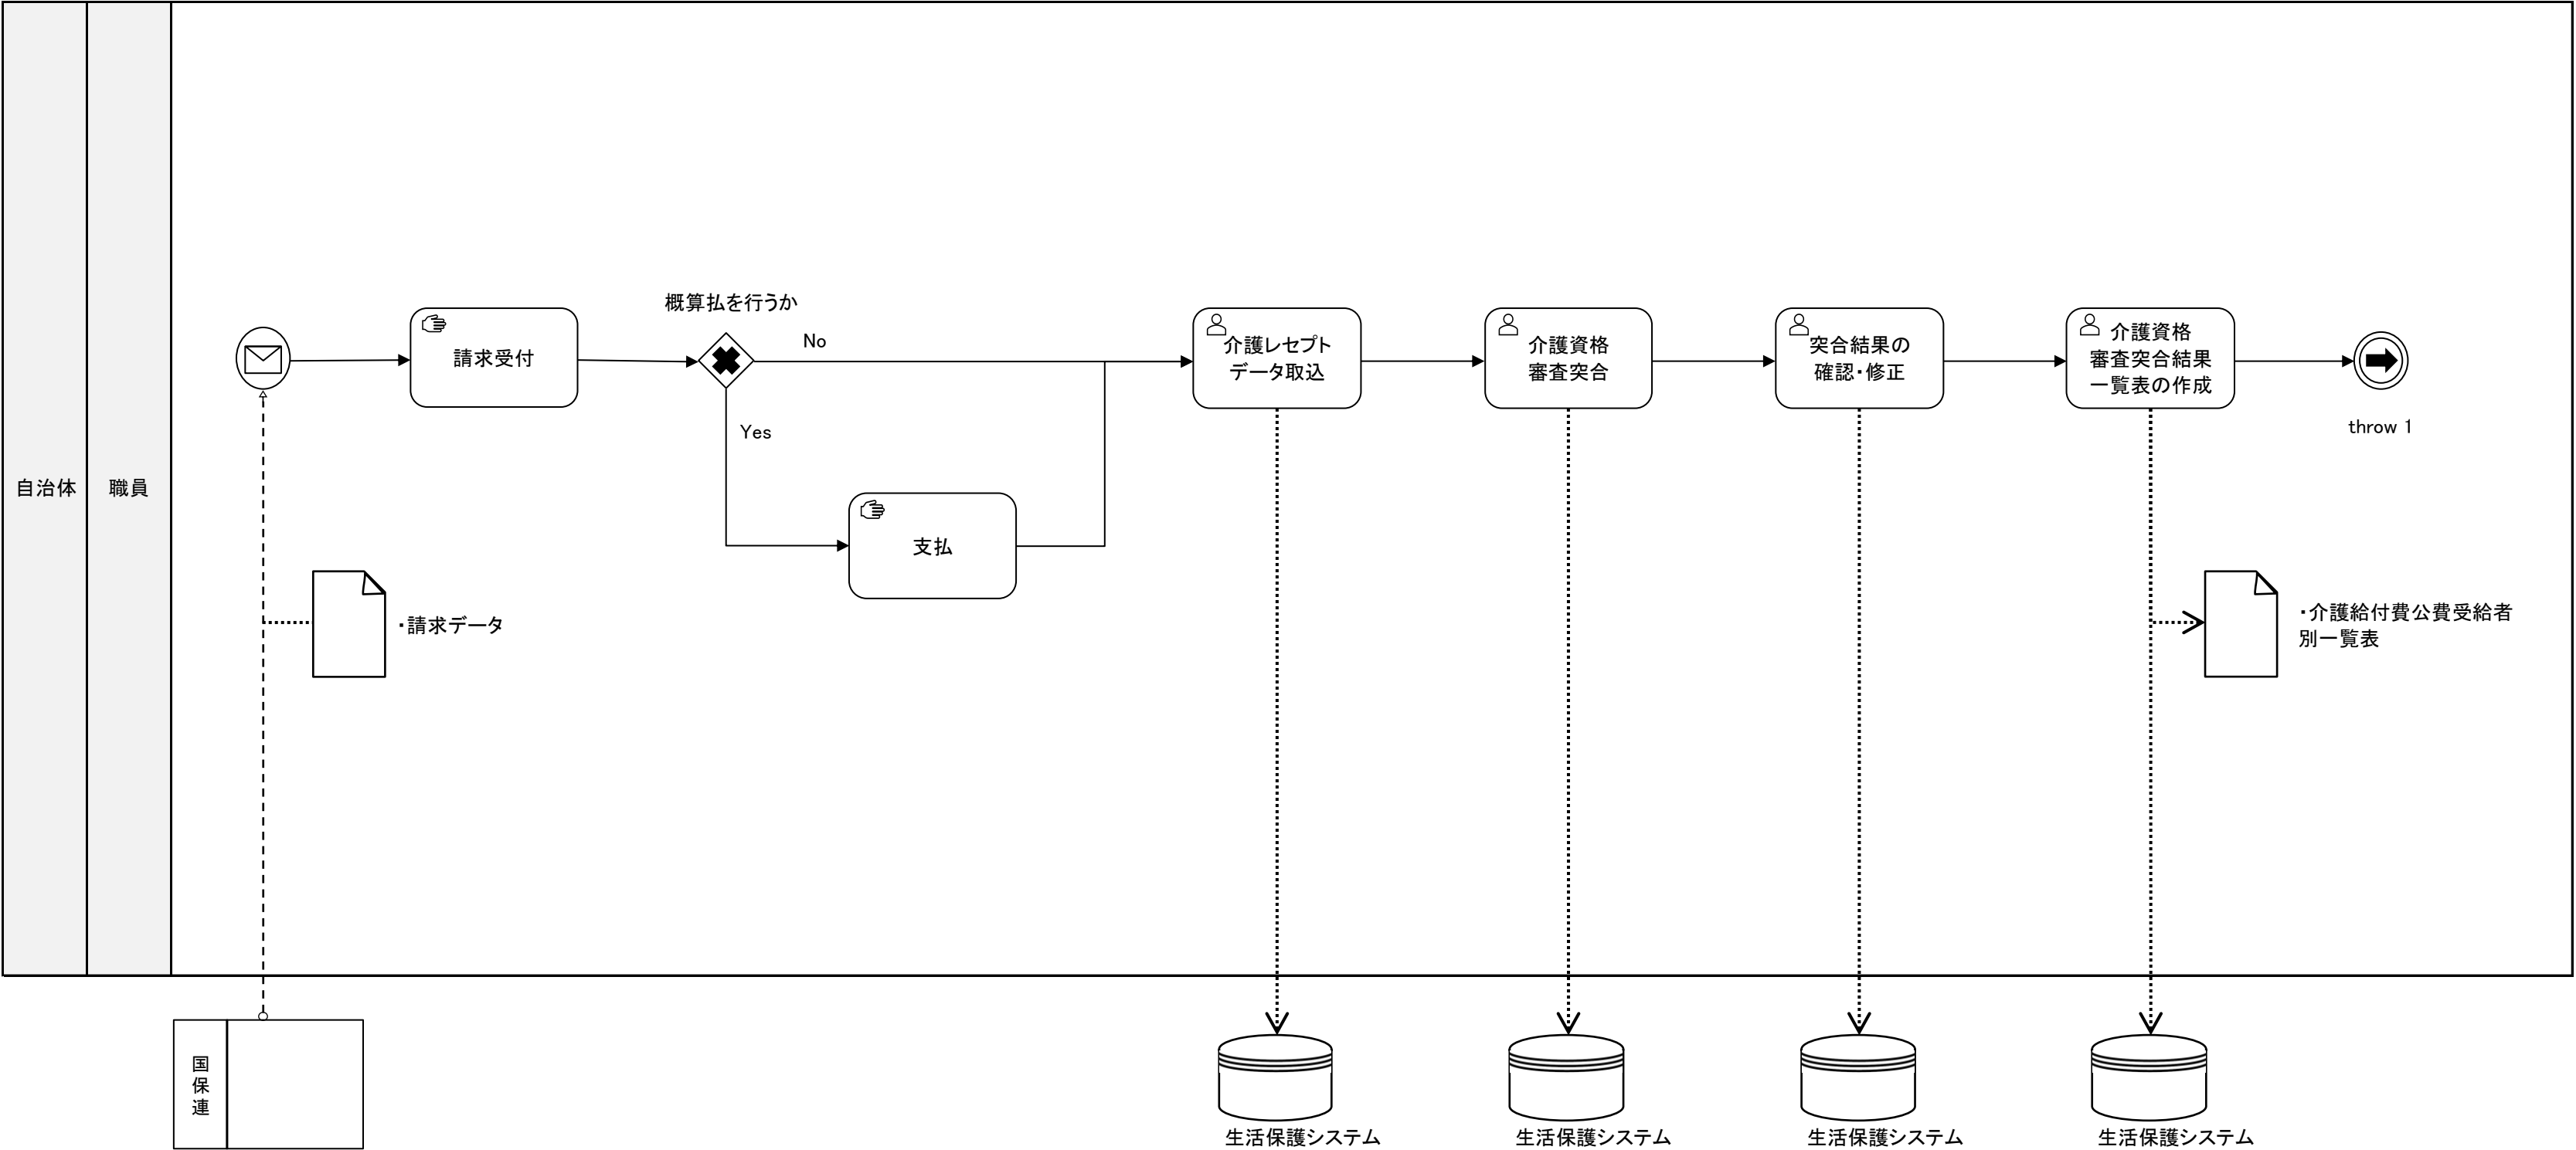 自治体
職員
概算払を行うか
No
Yes
請求受付
支払
介護レセプト
データ取込
介護資格
審査突合
突合結果の
確認・修正
介護資格
審査突合結果
一覧表の作成
throw 1
・請求データ
・介護給付費公費受給者
別一覧表
国
保
連
生活保護システム
生活保護システム
生活保護システム
生活保護システム